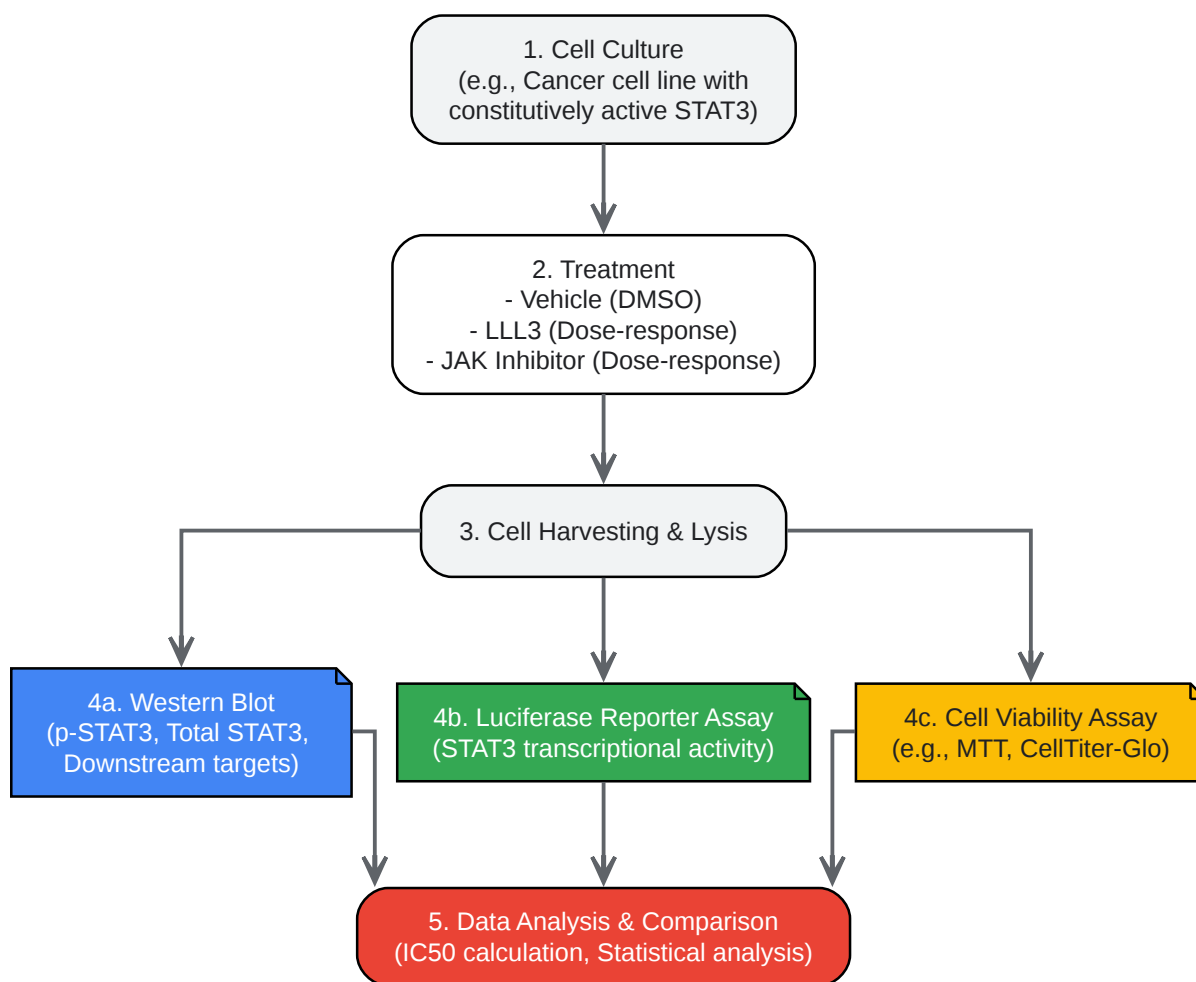 1. Cell Culture
(e.g., Cancer cell line with
constitutively active STAT3)
2. Treatment
- Vehicle (DMSO)
- LLL3 (Dose-response)
- JAK Inhibitor (Dose-response)
3. Cell Harvesting & Lysis
4a. Western Blot
(p-STAT3, Total STAT3,
Downstream targets)
4b. Luciferase Reporter Assay
(STAT3 transcriptional activity)
4c. Cell Viability Assay
(e.g., MTT, CellTiter-Glo)
5. Data Analysis & Comparison
(IC50 calculation, Statistical analysis)